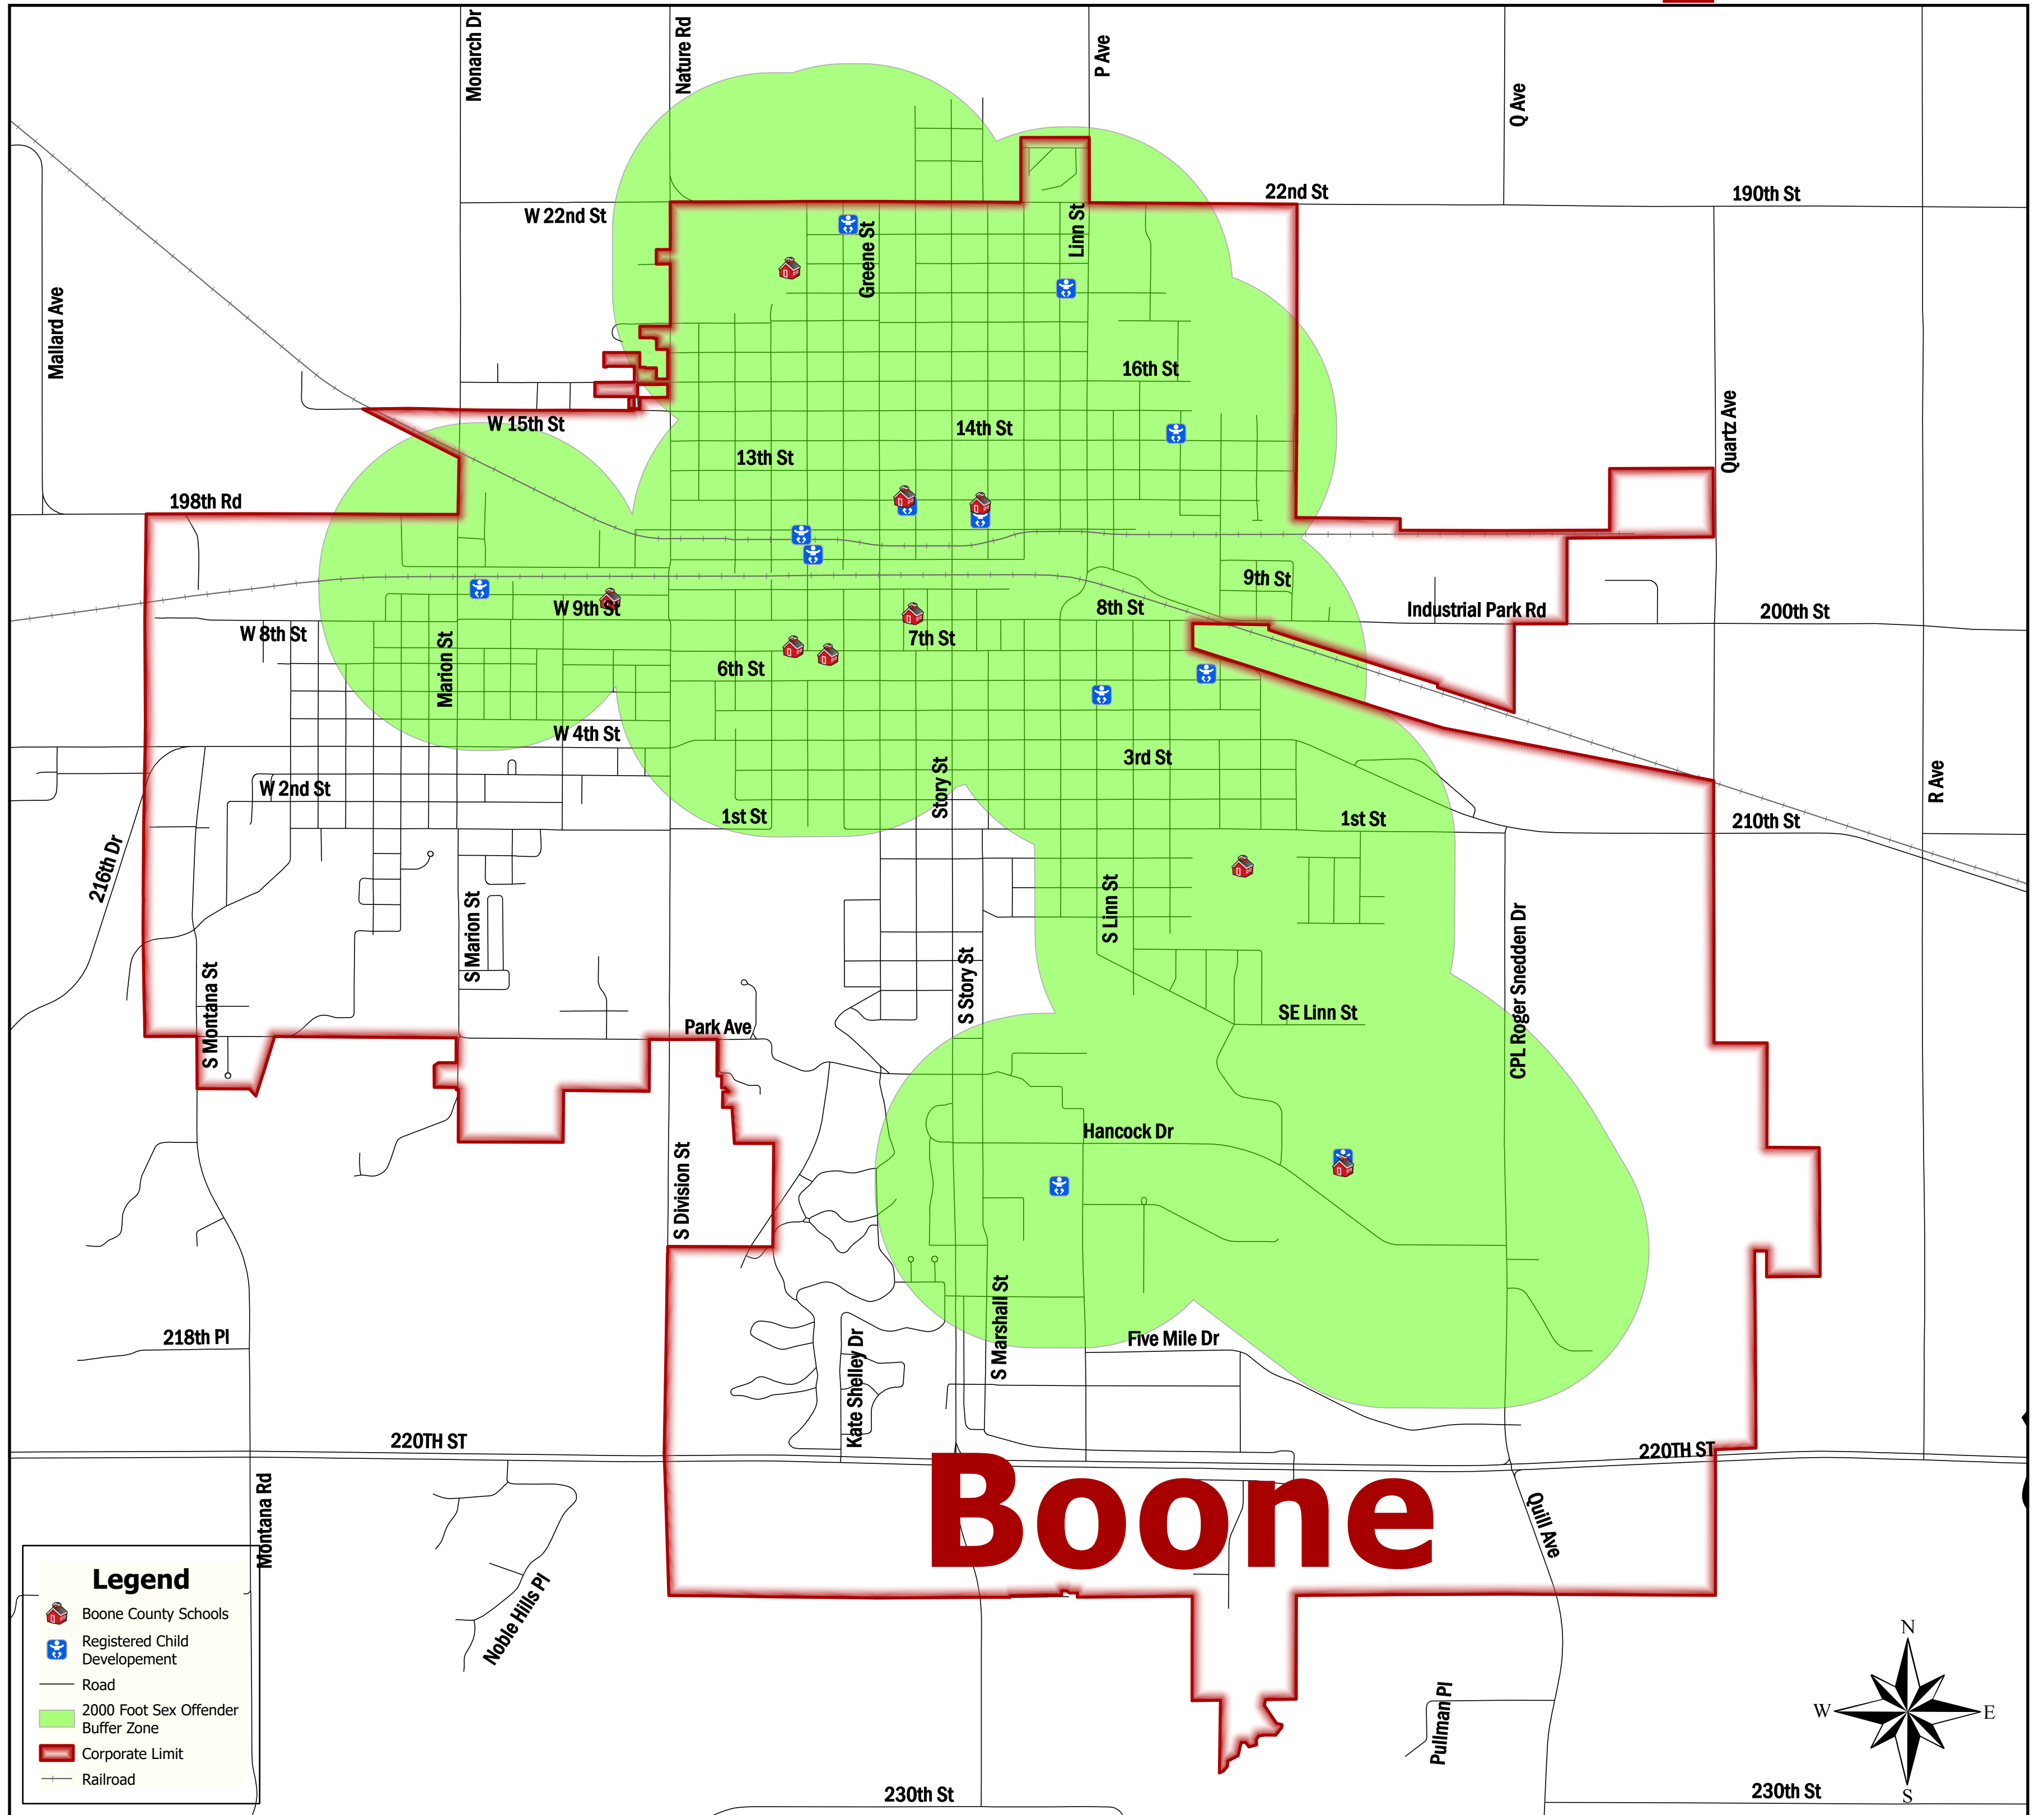 Monarch Dr
Nature Rd
P Ave
Q Ave
22nd St
190th St
W 22nd St
Linn St
Greene St
Mallard Ave
16th St
W 15th St
14th St
13th St
Quartz Ave
198th Rd
9th St
W 9th St
8th St
Industrial Park Rd
200th St
W 8th St
7th St
Marion St
6th St
W 4th St
3rd St
Story St
R Ave
W 2nd St
1st St
1st St
210th St
216th Dr
S Marion St
S Linn St
CPL Roger Snedden Dr
S Montana St
S Story St
SE Linn St
Park Ave
Hancock Dr
S Division St
S Marshall St
218th Pl
Five Mile Dr
Kate Shelley Dr
220TH ST
220TH ST
Boone
Montana Rd
Quill Ave
Noble Hills Pl
Legend
Boone County Schools
Registered Child
Developement
Road
2000 Foot Sex Offender
Buffer Zone
Corporate Limit
Railroad
Pullman Pl
N
W
E
S
230th St
230th St